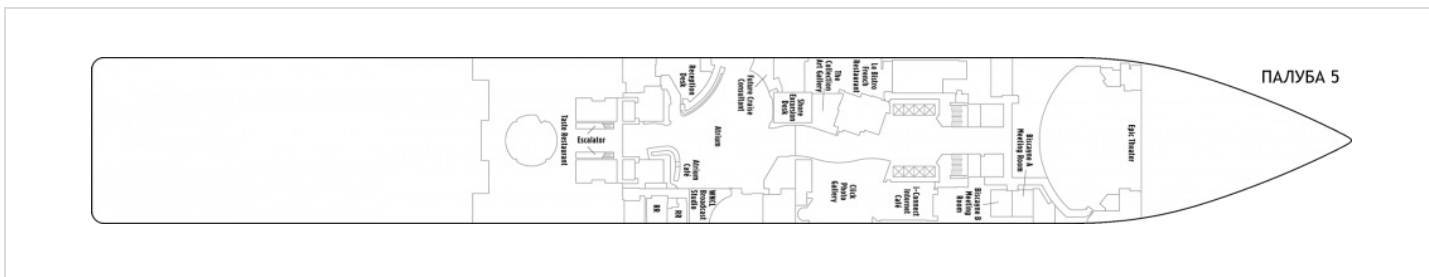 ПАЛУБА 5
Reception
Desk
Future Cruise
Consultant
The
Collection
Art Gallery
Le Bistro
French
Restaurant
Shore
Excursion
Desk
Taste Restaurant
Escalator
Atrium
Atrium
Café
WNCL
Broadcast
Studio
RR
RR
Click
Photo
Gallery
i-Connect
Internet
Café
Biscayne A
Meeting Room
Biscayne B
Meeting
Room
Epic Theater